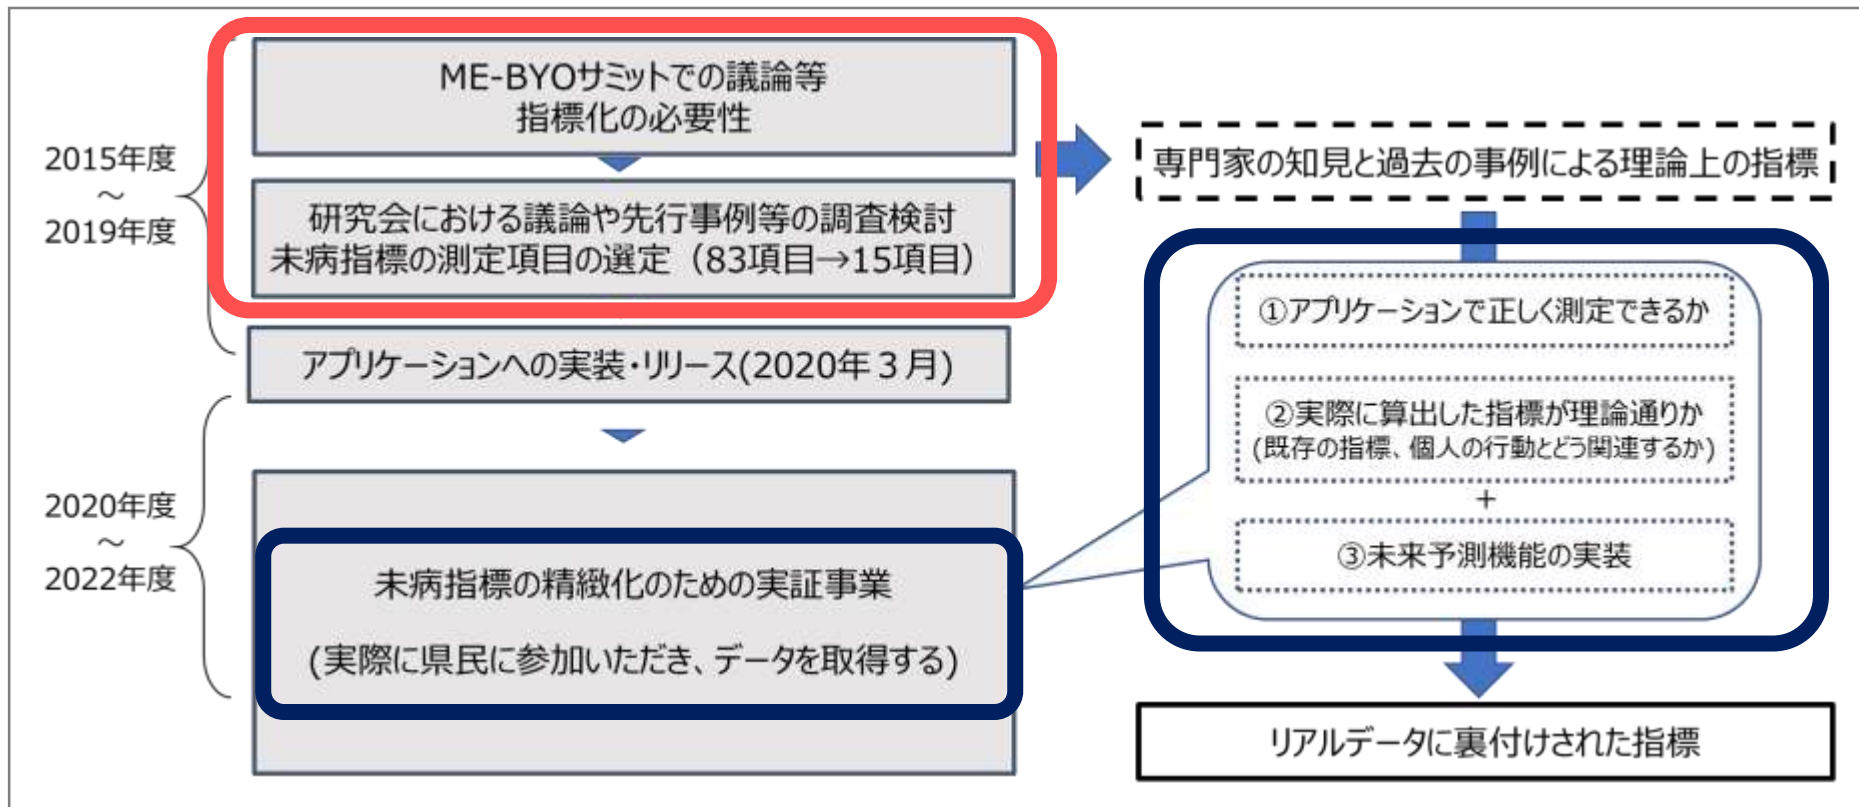 ME-BYOサミットでの議論等
指標化の必要性
2015年度
～
2019年度
研究会における議論や先行事例等の調査検討
未病指標の測定項目の選定（83項目→15項目）
アプリケーションへの実装・リリース(2020年３月)
2020年度
～
2022年度
未病指標の精緻化のための実証事業
(実際に県民に参加いただき、データを取得する)
専門家の知見と過去の事例による理論上の指標
①アプリケーションで正しく測定できるか
②実際に算出した指標が理論通りか
(既存の指標、個人の行動とどう関連するか)
+
③未来予測機能の実装
リアルデータに裏付けされた指標